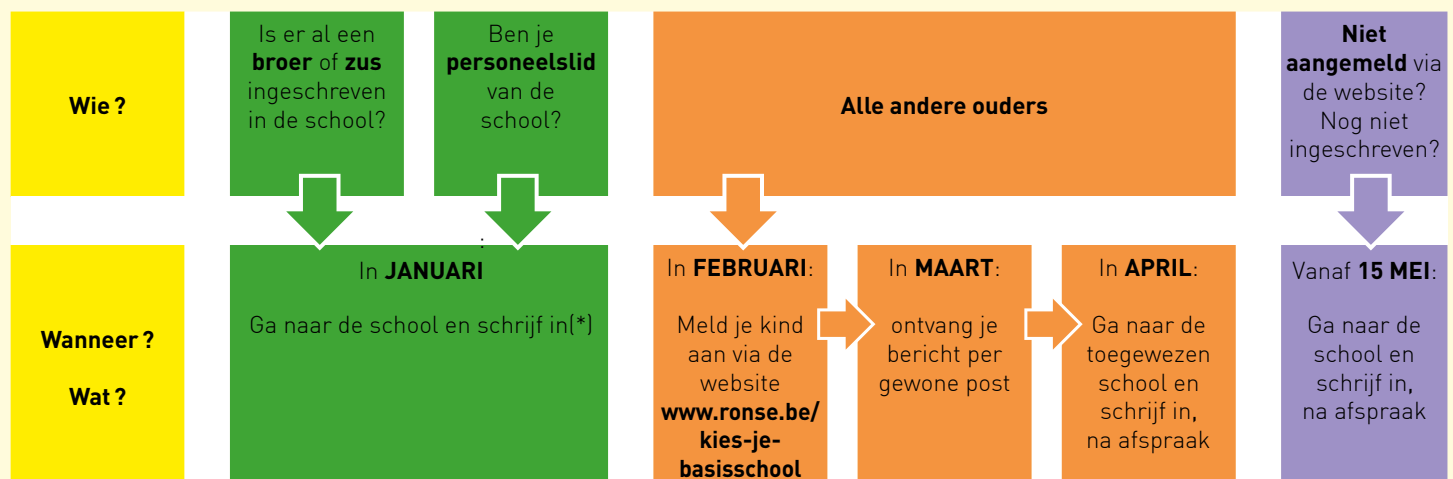 Wie ?
Is er al een
broer of zus
ingeschreven
in de school?
Ben je
personeelslid
van de
school?
Alle andere ouders
Niet
aangemeld via
de website?
Nog niet
ingeschreven?
Wanneer ?
Wat ?
:
In JANUARI
Ga naar de school en schrijf in(*)
In FEBRUARI:
Meld je kind
aan via de
website
www.ronse.be/
kies-je-
basisschool
In MAART:
ontvang je
bericht per
gewone post
In APRIL:
Ga naar de
toegewezen
school en
schrijf in,
na afspraak
Vanaf 15 MEI:
Ga naar de
school en
schrijf in,
na afspraak